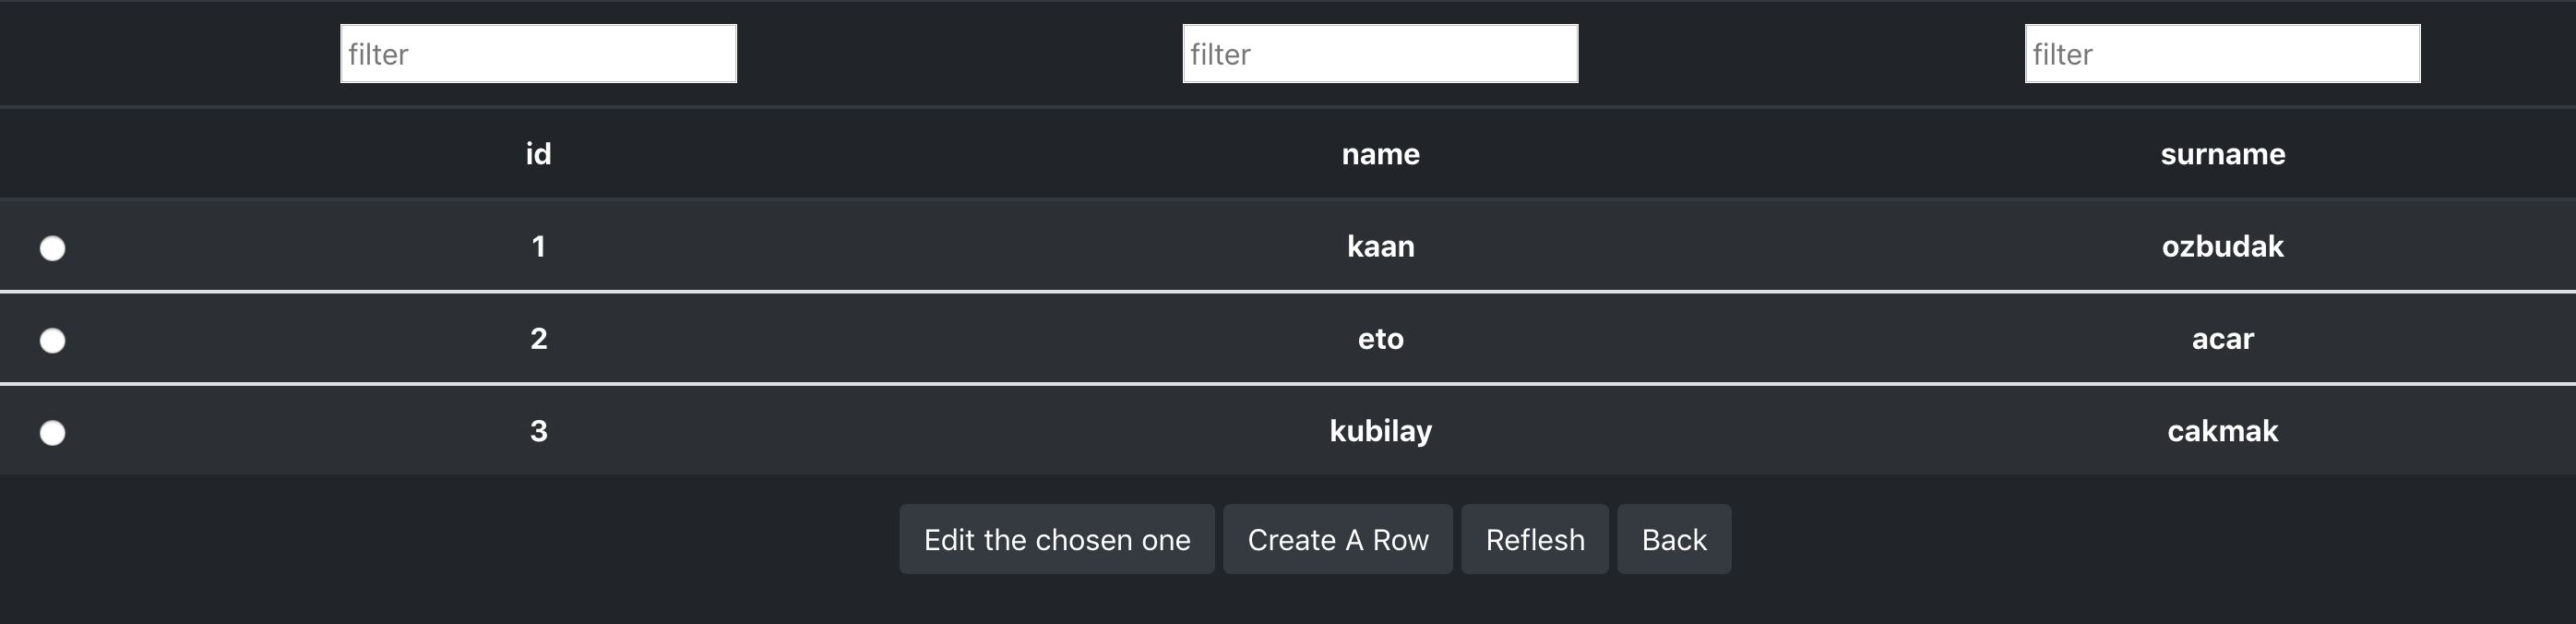 filter filter filter
id name surname
1 kaan ozbudak
2 eto acar
3 kubilay cakmak
Edit the chosen one Create A Row Reflesh Back